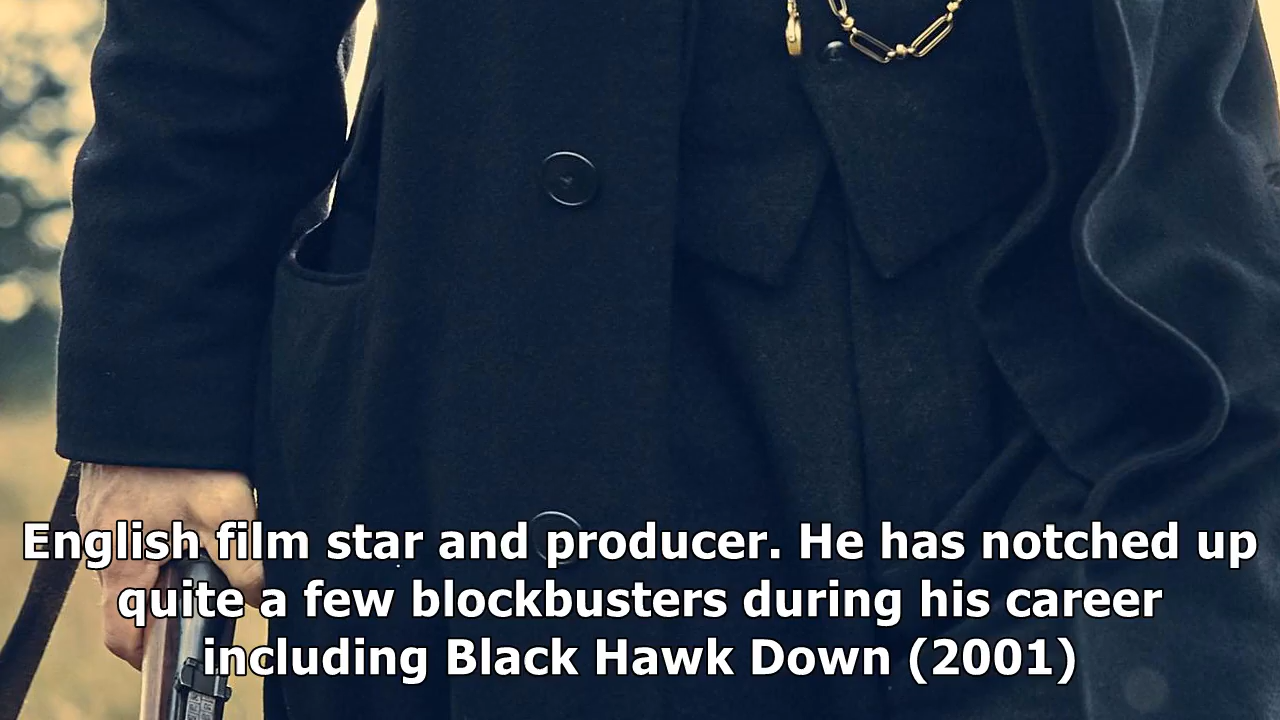 English film star and producer. He has notched up
quite a few blockbusters during his career
including Black Hawk Down (2001)